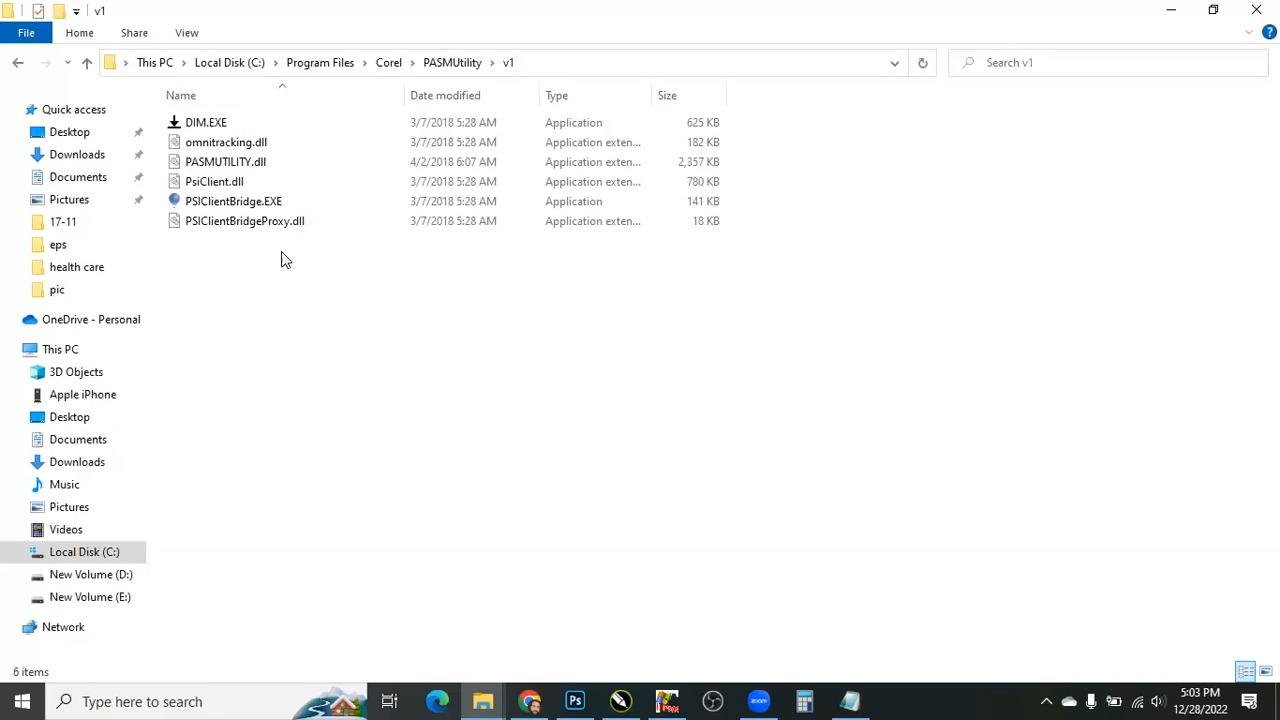 v1
File Home Share View
This PC Local Disk (C:) Program Files Corel PASMUtility v1 Search v1
Name Date modified Type Size
Quick access
Desktop
Downloads
Documents
Pictures
17-11
eps
health care
pic
OneDrive - Personal
This PC
3D Objects
Apple iPhone
Desktop
Documents
Downloads
Music
Pictures
Videos
Local Disk (C:)
New Volume (D:)
New Volume (E:)
Network
DIM.EXE 3/7/2018 5:28 AM Application 625 KB
omnitracking.dll 3/7/2018 5:28 AM Application exten... 182 KB
PASMUTILITY.dll 4/2/2018 6:07 AM Application exten... 2,357 KB
PsiClient.dll 3/7/2018 5:28 AM Application exten... 780 KB
PSIClientBridge.EXE 3/7/2018 5:28 AM Application 141 KB
PSIClientBridgeProxy.dll 3/7/2018 5:28 AM Application exten... 18 KB
6 items
Type here to search
Ps
zoom
5:03 PM
12/28/2022